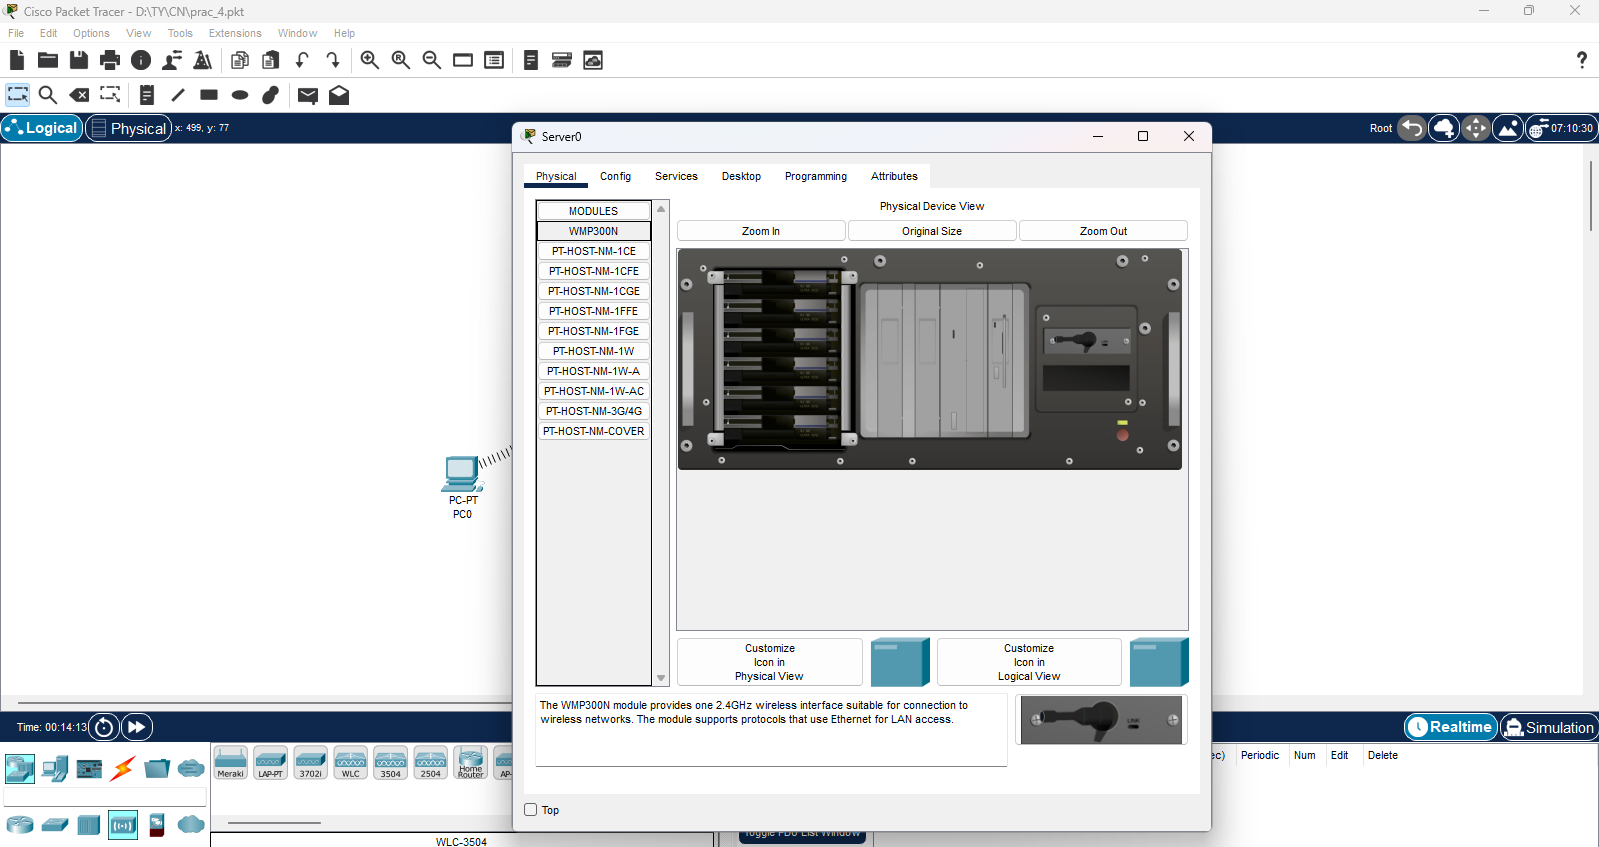 Cisco Packet Tracer - D:\TY\CN\prac_4.pkt
File Edit Options View Tools Extensions Window Help
Logical Physical x: 499, y: 77
Root 07:10:30
Server0
Physical Config Services Desktop Programming Attributes
MODULES
WMP300N
PT-HOST-NM-1CE
PT-HOST-NM-1CFE
PT-HOST-NM-1CGE
PT-HOST-NM-1FFE
PT-HOST-NM-1FGE
PT-HOST-NM-1W
PT-HOST-NM-1W-A
PT-HOST-NM-1W-AC
PT-HOST-NM-3G/4G
PT-HOST-NM-COVER
Physical Device View
Zoom In Original Size Zoom Out
PC-PT
PC0
Customize
Icon in
Physical View
Customize
Icon in
Logical View
The WMP300N module provides one 2.4GHz wireless interface suitable for connection to
wireless networks. The module supports protocols that use Ethernet for LAN access.
LINK
Top
Time: 00:14:13
Realtime Simulation
Meraki LAP-PT 3702i WLC 3504 2504 Home Router AP-
ec) Periodic Num Edit Delete
WLC-3504
Toggle PDU List Window